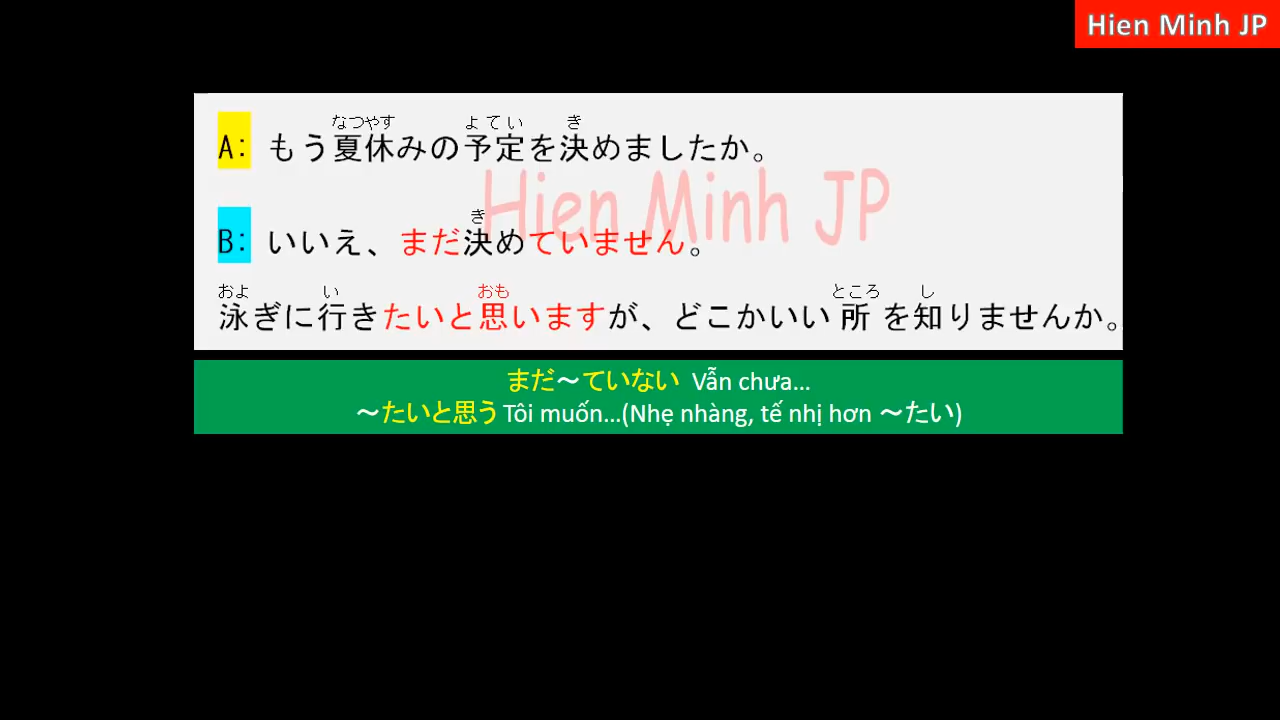 Hien Minh JP
なつやす よてい き
A: もう夏休みの予定を決めましたか。
Hien Minh JP
き
B: いいえ、まだ決めていません。
およ い おも ところ し
泳ぎに行きたいと思いますが、どこかいい所を知りませんか。
まだ～ていない Vẫn chưa...
～たいと思う Tôi muốn...(Nhẹ nhàng, tế nhị hơn ～たい)